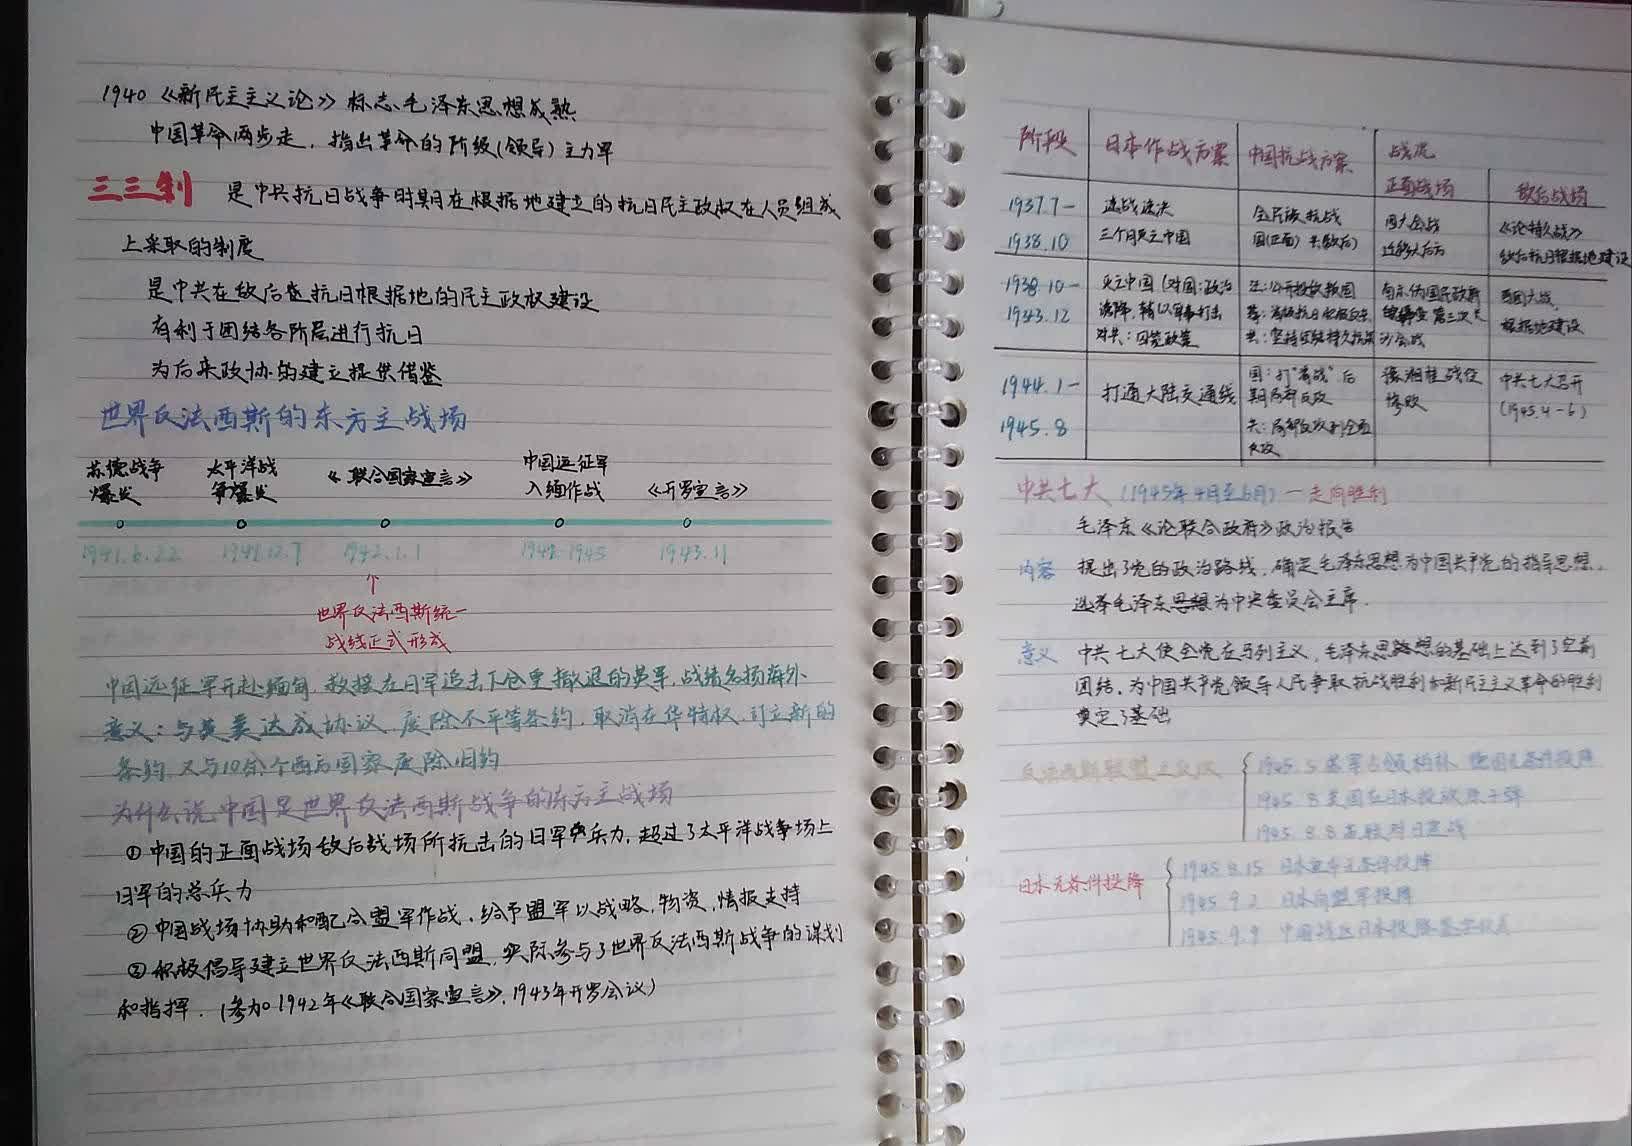 1940《新民主主义论》标志毛泽东思想成熟
中国革命两步走，指出革命的阶级(领导)主力军
三三制 是中共抗日战争时期在根据地建立的抗日民主政权在人员组成
上采取的制度
是中共在敌后 抗日根据地的民主政权建设
有利于团结各阶层进行抗日
为后来政协的建立提供借鉴
世界反法西斯的东方主战场
苏德战争
爆发
太平洋战
争爆发
《联合国家宣言》
中国远征军
入缅作战
《开罗宣言》
1941.6.22 1941.12.7 1942.1.1 1942-1945 1943.11
↑
世界反法西斯统一
战线正式形成
中国远征军开赴缅甸,救援在日军追击下仓皇撤退的英军,战绩名扬海外
意义：与英美达成协议,废除不平等条约,取消在华特权,订立新的
条约,又与10余个西方国家废除旧约
为什么说中国是世界反法西斯战争的东方主战场
①中国的正面战场敌后战场所抗击的日军兵力,超过了太平洋战争场上
日军的总兵力
②中国战场协助和配合盟军作战,给予盟军以战略,物资,情报支持
③积极倡导建立世界反法西斯同盟,实际参与了世界反法西斯战争的谋划
和指挥.(参加1942年《联合国家宣言》,1943年开罗会议)
阶段 日本作战方案 中国抗战方案 战况
正面战场 敌后战场
1937.7-
1938.10
速战速决
三个月灭亡中国
全民族抗战
国(正面) 共(敌后)
四大会战
迁移大后方
《论持久战》
敌后抗日根据地建设
1938.10-
1943.12
灭亡中国(对国:政治
诱降,辅以军事打击
对共:囚笼政策
汪:公开投敌叛国
共:坚持 持久抗战
第三次长
沙会战
百团大战,
根据地建设
1944.1-
1945.8
打通大陆交通线
国:打"着战"后
期局部反攻
共:局部反攻到全面
反攻
豫湘桂战役
惨败
中共七大召开
(1945.4-6)
中共七大(1945年4月至6月)—走向胜利
毛泽东《论联合政府》政治报告
内容 提出了党的政治路线,确定毛泽东思想为中国共产党的指导思想,
选举毛泽东思想为中央委员会主席.
意义 中共七大使全党在马列主义,毛泽东思路想的基础上达到了空前
团结,为中国共产党领导人民争取抗战胜利和新民主主义革命的胜利
奠定了基础
1945.5 苏军占领柏林 德国无条件投降
1945.8 美国在日本投放原子弹
1945.8.8 苏联对日宣战
日本无条件投降
1945.8.15 日本宣布无条件投降
1945.9.2 日本向盟军投降
1945.9.9 中国战区日本投降签字仪式